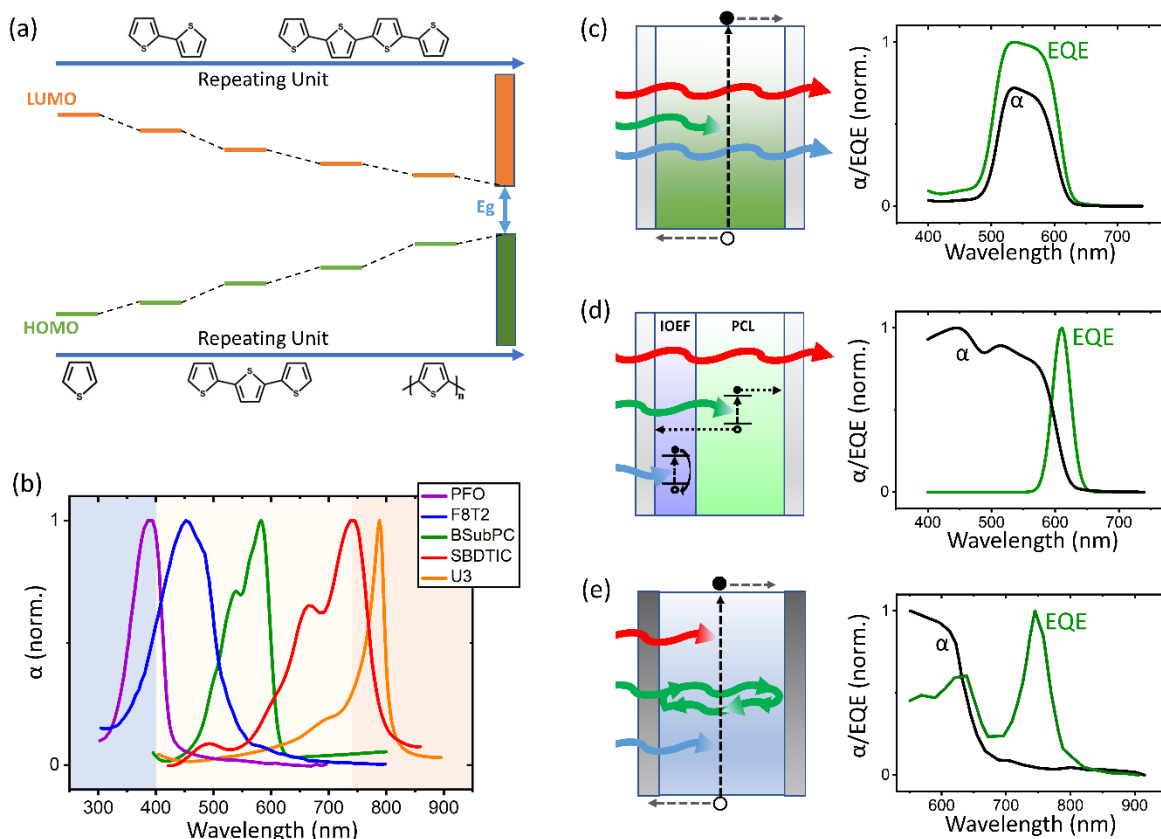 (a)
S
S
S
S
S
S
Repeating Unit
LUMO
Eg
HOMO
Repeating Unit
S
S
S
S
S
n
(b)
α (norm.)
1
0
300 400 500 600 700 800 900
Wavelength (nm)
PFO
F8T2
BSubPC
SBDTIC
U3
(c)
α/EQE (norm.)
1
0
EQE
α
400 500 600 700
Wavelength (nm)
(d)
IOEF PCL
α/EQE (norm.)
1
0
α
EQE
400 500 600 700
Wavelength (nm)
(e)
α/EQE (norm.)
1
0
α
EQE
600 700 800 900
Wavelength (nm)